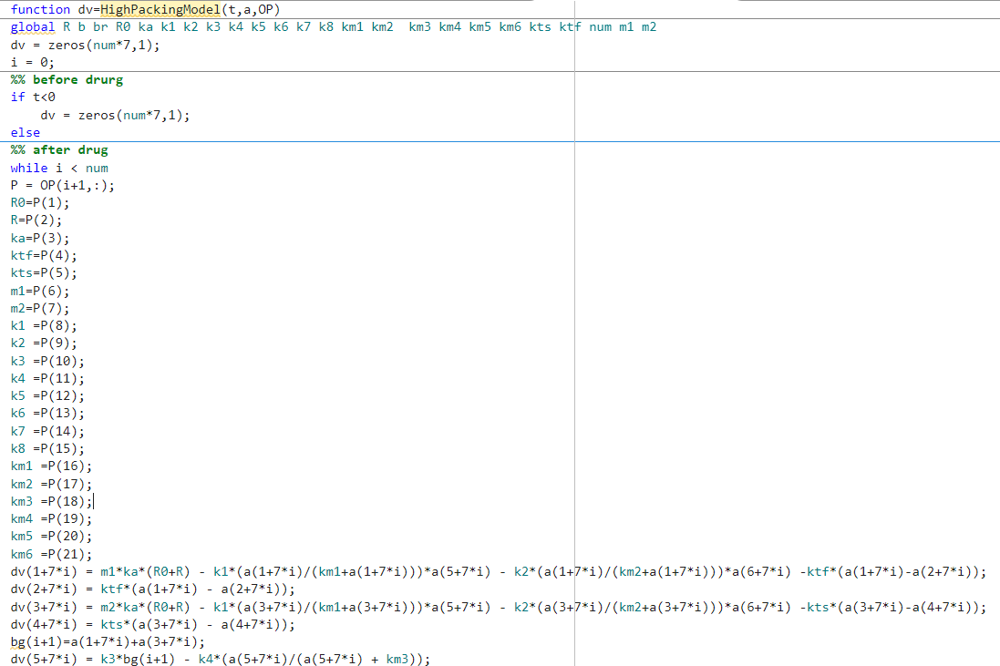 function dv=HighPackingModel(t,a,OP)
global R b br R0 ka k1 k2 k3 k4 k5 k6 k7 k8 km1 km2  km3 km4 km5 km6 kts ktf num m1 m2
dv = zeros(num*7,1);
i = 0;
%% before drurg
if t<0
    dv = zeros(num*7,1);
else
%% after drug
while i < num
P = OP(i+1,:);
R0=P(1);
R=P(2);
ka=P(3);
ktf=P(4);
kts=P(5);
m1=P(6);
m2=P(7);
k1 =P(8);
k2 =P(9);
k3 =P(10);
k4 =P(11);
k5 =P(12);
k6 =P(13);
k7 =P(14);
k8 =P(15);
km1 =P(16);
km2 =P(17);
km3 =P(18);
km4 =P(19);
km5 =P(20);
km6 =P(21);
dv(1+7*i) = m1*ka*(R0+R) - k1*(a(1+7*i)/(km1+a(1+7*i)))*a(5+7*i) - k2*(a(1+7*i)/(km2+a(1+7*i)))*a(6+7*i) -ktf*(a(1+7*i)-a(2+7*i));
dv(2+7*i) = ktf*(a(1+7*i) - a(2+7*i));
dv(3+7*i) = m2*ka*(R0+R) - k1*(a(3+7*i)/(km1+a(3+7*i)))*a(5+7*i) - k2*(a(3+7*i)/(km2+a(3+7*i)))*a(6+7*i) -kts*(a(3+7*i)-a(4+7*i));
dv(4+7*i) = kts*(a(3+7*i) - a(4+7*i));
bg(i+1)=a(1+7*i)+a(3+7*i);
dv(5+7*i) = k3*bg(i+1) - k4*(a(5+7*i)/(a(5+7*i) + km3));